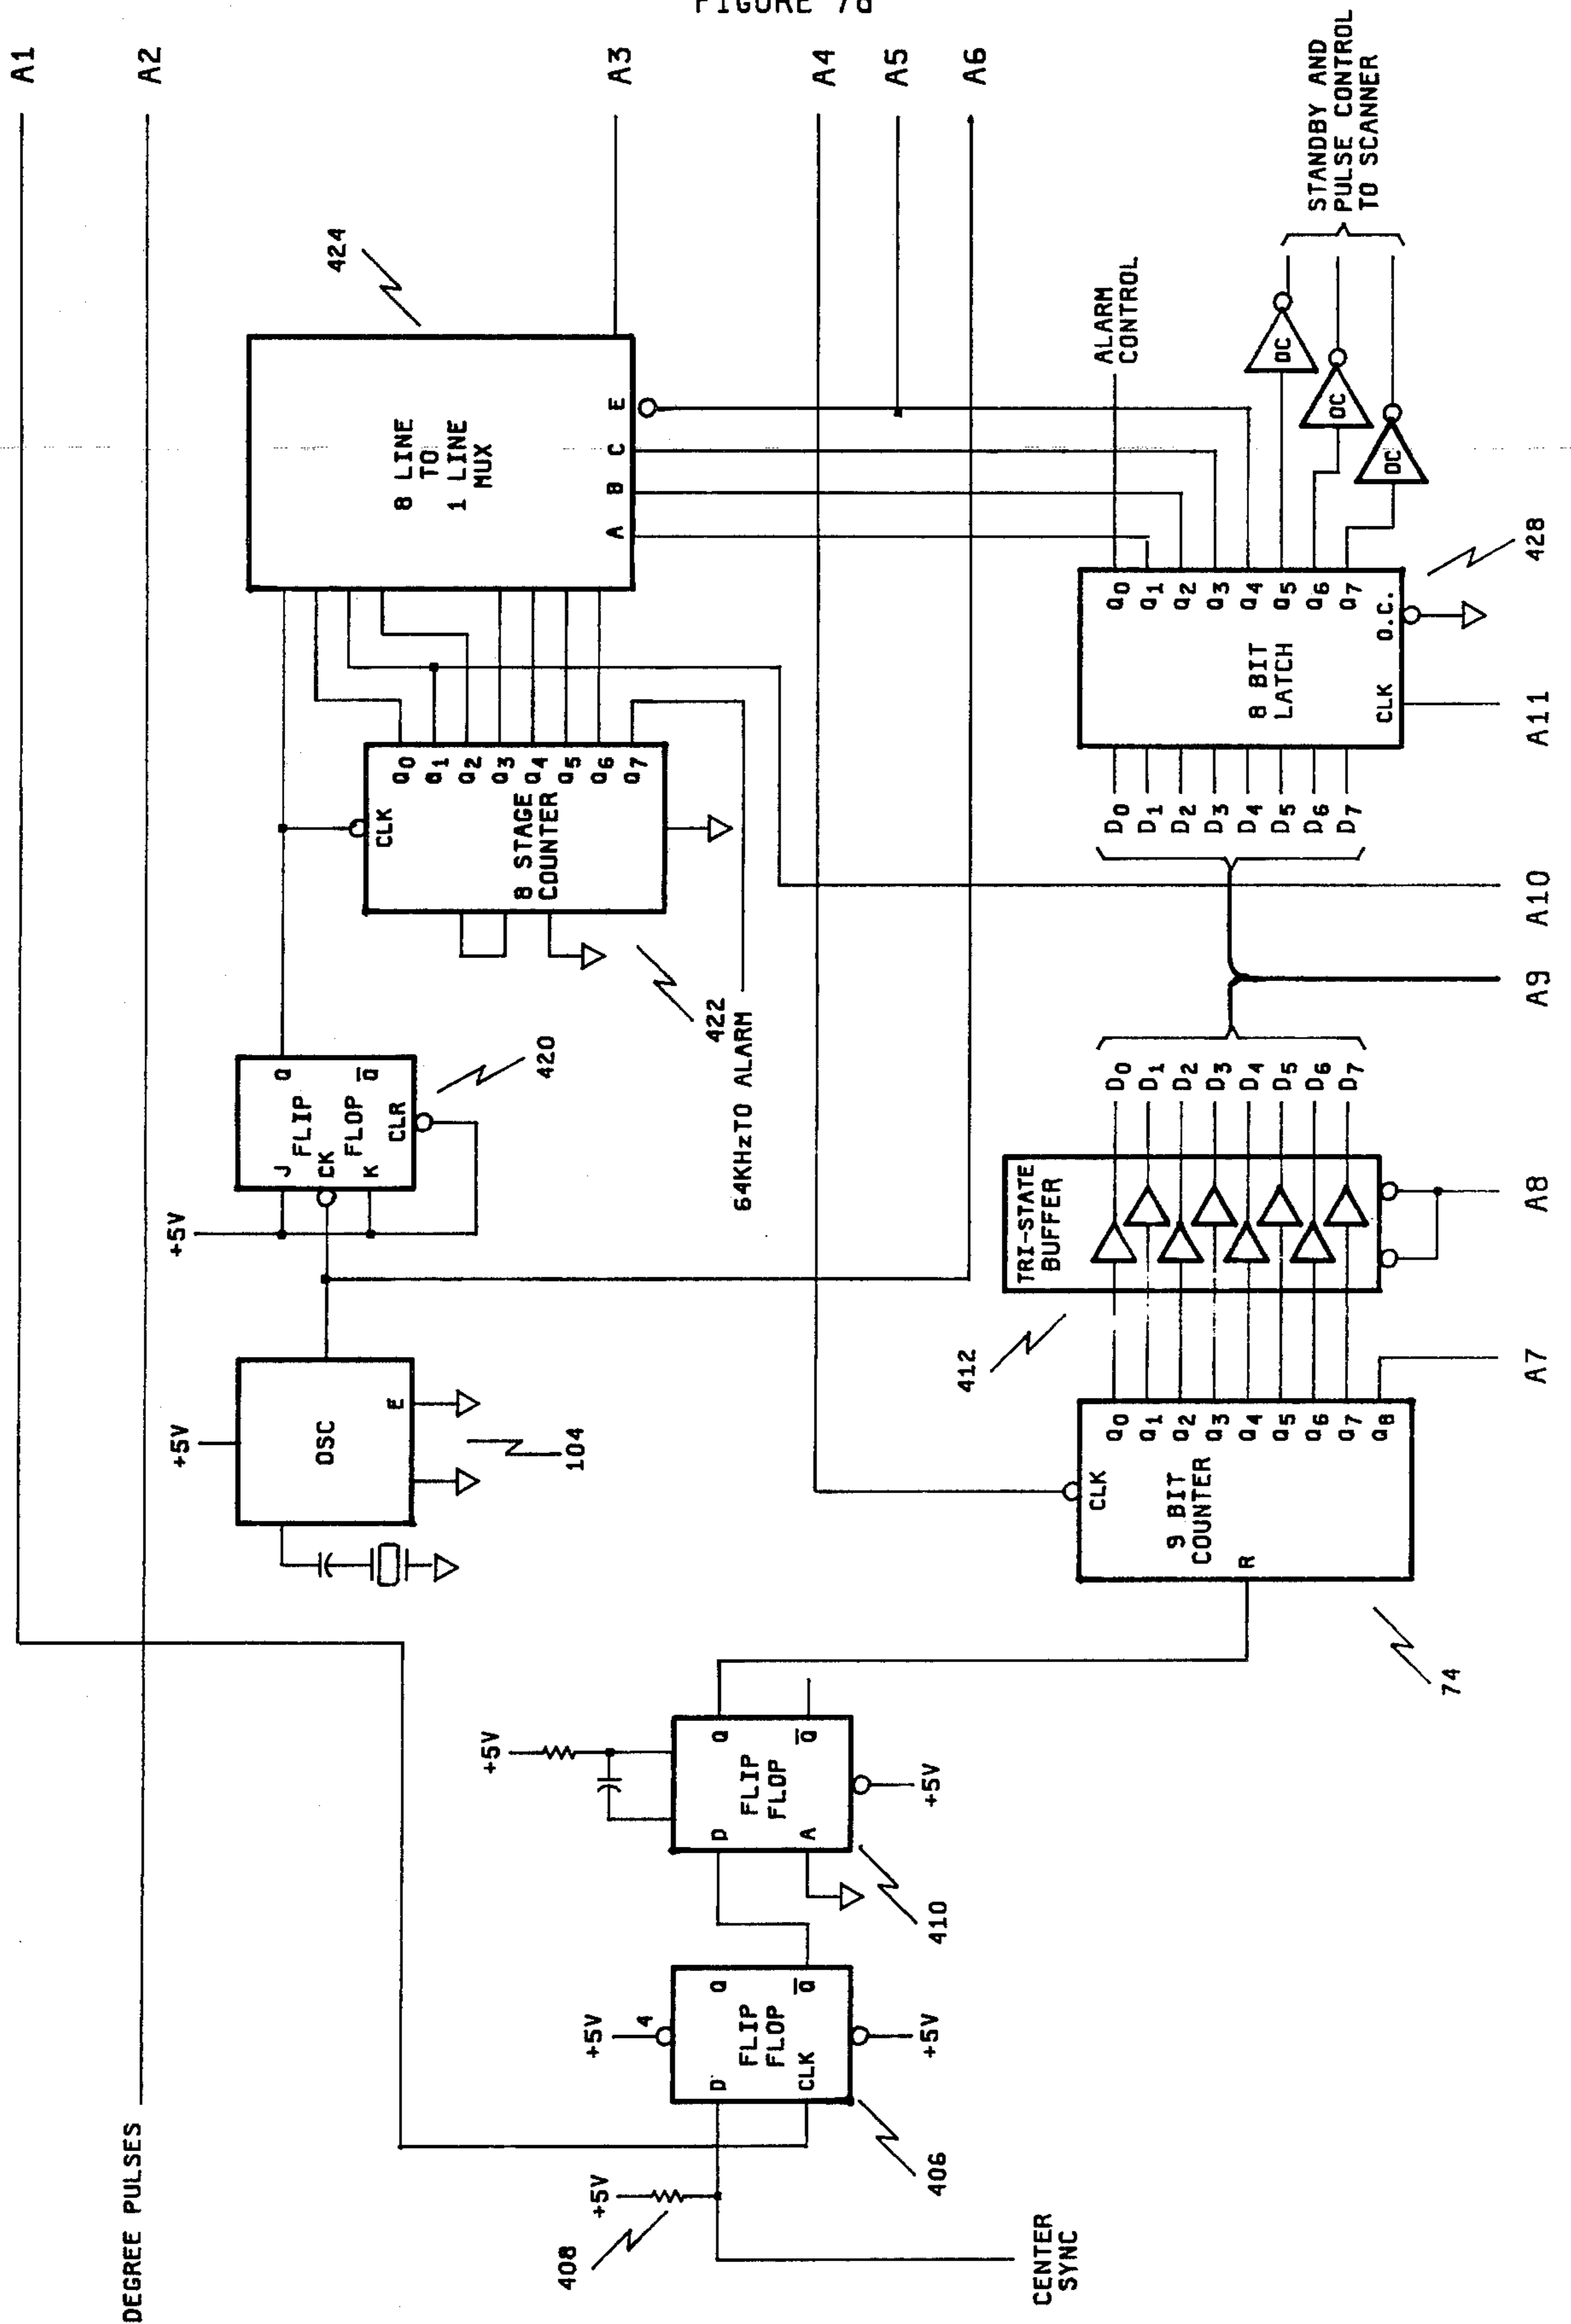 FIGURE 7d
A1
A2
A3
A4
A5
A6
DEGREE PULSES
424
8 LINE
TO
1 LINE
MUX
A B C E
+5V
OSC
E
104
+5V
J
CK
K
FLIP
FLOP
Q
Q
CLR
420
CLK
8 STAGE
COUNTER
Q0
Q1
Q2
Q3
Q4
Q5
Q6
Q7
422
64KHzTO ALARM
CENTER
SYNC
408
+5V
+5V
4
D
CLK
FLIP
FLOP
Q
Q
+5V
406
+5V
D
A
FLIP
FLOP
Q
Q
+5V
410
CLK
R
9 BIT
COUNTER
Q0
Q1
Q2
Q3
Q4
Q5
Q6
Q7
Q8
74
412
TRI-STATE
BUFFER
D0
D1
D2
D3
D4
D5
D6
D7
D0
D1
D2
D3
D4
D5
D6
D7
8 BIT
LATCH
CLK
O.C.
Q0
Q1
Q2
Q3
Q4
Q5
Q6
Q7
428
ALARM
CONTROL
OC
OC
OC
STANDBY AND
PULSE CONTROL
TO SCANNER
A7
A8
A9
A10
A11